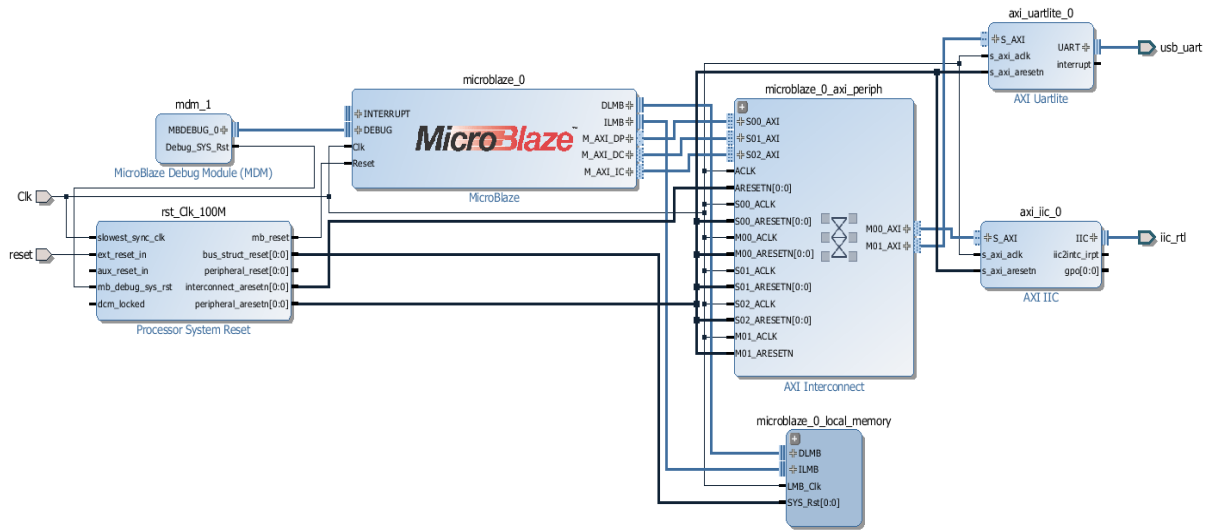 axi_uartlite_0
S_AXI
s_axi_aclk
s_axi_aresetn
UART
interrupt
AXI Uartlite
usb_uart
microblaze_0
INTERRUPT
DEBUG
Clk
Reset
MicroBlaze™
DLMB
ILMB
M_AXI_DP
M_AXI_DC
M_AXI_IC
MicroBlaze
mdm_1
MBDEBUG_0
Debug_SYS_Rst
MicroBlaze Debug Module (MDM)
Clk
reset
rst_Clk_100M
slowest_sync_clk
ext_reset_in
aux_reset_in
mb_debug_sys_rst
dcm_locked
mb_reset
bus_struct_reset[0:0]
peripheral_reset[0:0]
interconnect_aresetn[0:0]
peripheral_aresetn[0:0]
Processor System Reset
microblaze_0_axi_periph
S00_AXI
S01_AXI
S02_AXI
ACLK
ARESETN[0:0]
S00_ACLK
S00_ARESETN[0:0]
M00_ACLK
M00_ARESETN[0:0]
S01_ACLK
S01_ARESETN[0:0]
S02_ACLK
S02_ARESETN[0:0]
M01_ACLK
M01_ARESETN
M00_AXI
M01_AXI
AXI Interconnect
axi_iic_0
S_AXI
s_axi_aclk
s_axi_aresetn
IIC
iic2intc_irpt
gpo[0:0]
AXI IIC
iic_rtl
microblaze_0_local_memory
DLMB
ILMB
LMB_Clk
SYS_Rst[0:0]